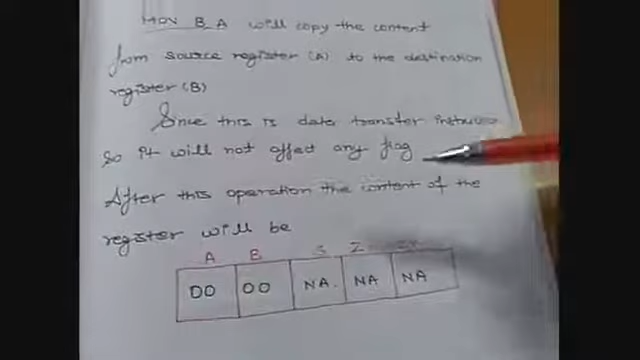 MOV B A will copy the content
from source register (A) to the destination
register (B)
Since this is data transfer
so it will not affect any flag
After this operation the content of the
register will be
A B S Z
00 00 NA. NA NA